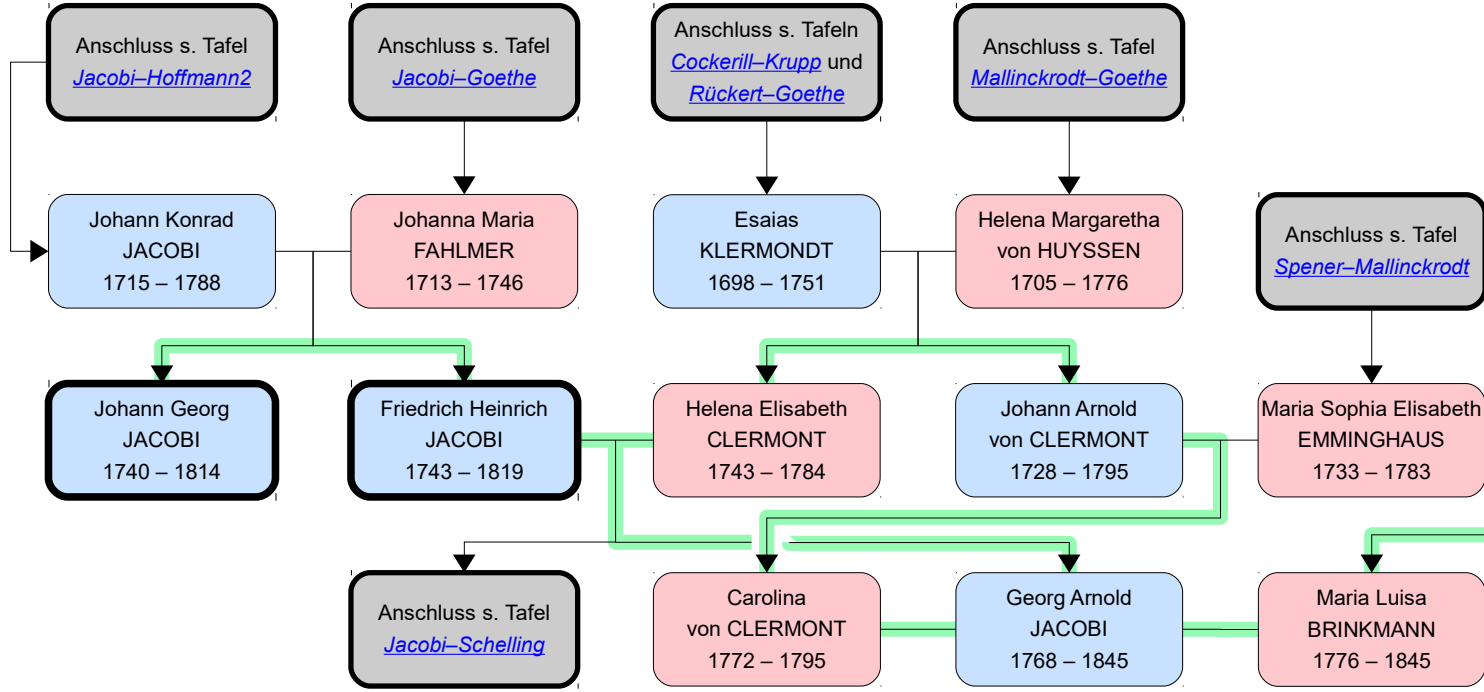 Anschluss s. Tafel
Jacobi–Hoffmann2
Anschluss s. Tafel
Jacobi–Goethe
Anschluss s. Tafeln
Cockerill–Krupp und
Rückert–Goethe
Anschluss s. Tafel
Mallinckrodt–Goethe
Johann Konrad
JACOBI
1715 – 1788
Johanna Maria
FAHLMER
1713 – 1746
Esaias
KLERMONDT
1698 – 1751
Helena Margaretha
von HUYSSEN
1705 – 1776
Anschluss s. Tafel
Spener–Mallinckrodt
Johann Georg
JACOBI
1740 – 1814
Friedrich Heinrich
JACOBI
1743 – 1819
Helena Elisabeth
CLERMONT
1743 – 1784
Johann Arnold
von CLERMONT
1728 – 1795
Maria Sophia Elisabeth
EMMINGHAUS
1733 – 1783
Anschluss s. Tafel
Jacobi–Schelling
Carolina
von CLERMONT
1772 – 1795
Georg Arnold
JACOBI
1768 – 1845
Maria Luisa
BRINKMANN
1776 – 1845